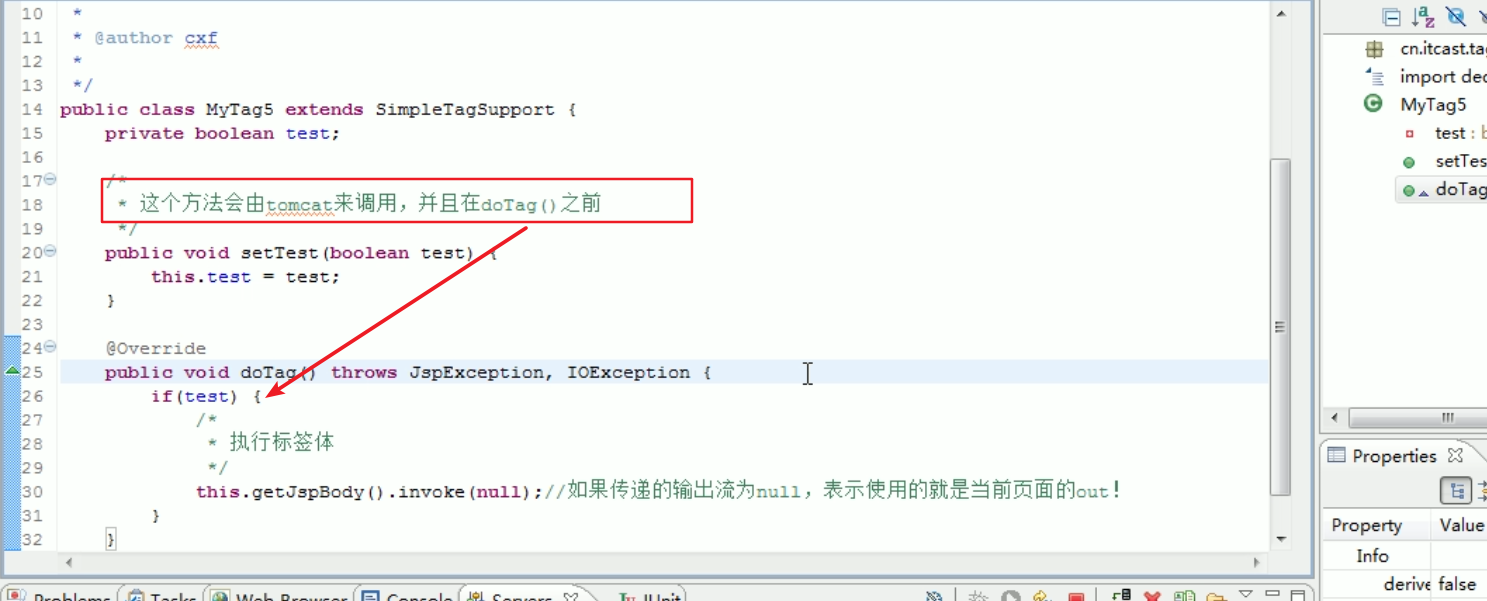 10 *
11 * @author cxf
12 *
13 */
14 public class MyTag5 extends SimpleTagSupport {
15 private boolean test;
16
17 /*
18 * 这个方法会由tomcat来调用，并且在doTag()之前
19 */
20 public void setTest(boolean test) {
21 this.test = test;
22 }
23
24 @Override
25 public void doTag() throws JspException, IOException {
26 if(test) {
27 /*
28 * 执行标签体
29 */
30 this.getJspBody().invoke(null);//如果传递的输出流为null，表示使用的就是当前页面的out！
31 }
32 }
cn.itcast.tag
import dec
MyTag5
test : b
setTes
doTag
Properties
Property Value
Info
derive false
Problems Tasks Web Browser Console Servers JUnit